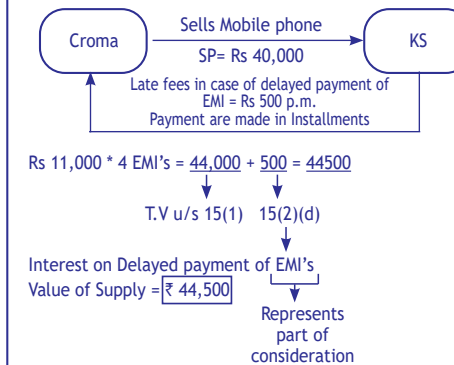 Croma
Sells Mobile phone
KS
SP= Rs 40,000
Late fees in case of delayed payment of
EMI = Rs 500 p.m.
Payment are made in Installments
Rs 11,000 * 4 EMI's = 44,000 + 500 = 44500
T.V u/s 15(1) 15(2)(d)
Interest on Delayed payment of EMI's
Value of Supply = ₹ 44,500
Represents
part of
consideration